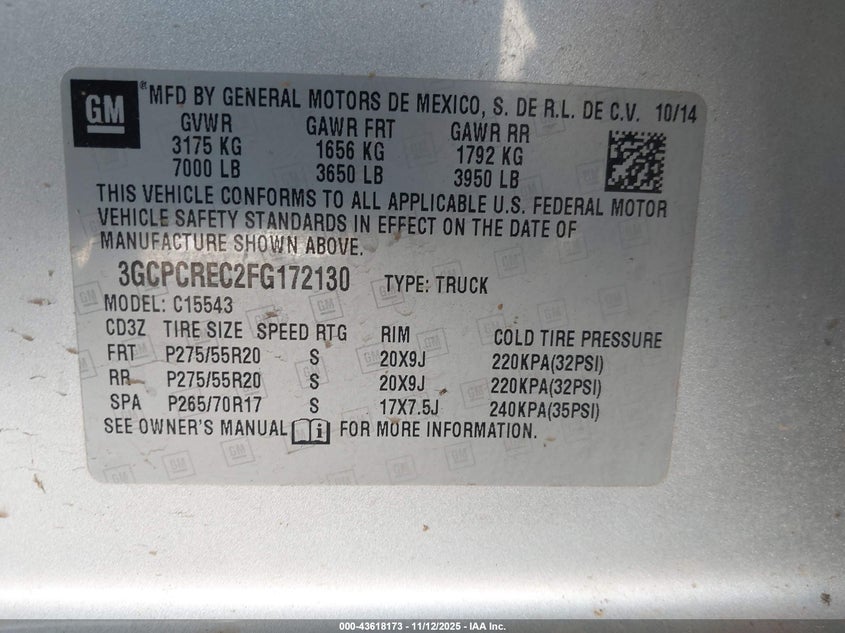 GM ® MFD BY GENERAL MOTORS DE MEXICO, S. DE R.L. DE C.V. 10/14
GVWR GAWR FRT GAWR RR
3175 KG 1656 KG 1792 KG
7000 LB 3650 LB 3950 LB
THIS VEHICLE CONFORMS TO ALL APPLICABLE U.S. FEDERAL MOTOR
VEHICLE SAFETY STANDARDS IN EFFECT ON THE DATE OF
MANUFACTURE SHOWN ABOVE.
3GCPCREC2FG172130 TYPE: TRUCK
MODEL: C15543
CD3Z TIRE SIZE SPEED RTG RIM COLD TIRE PRESSURE
FRT P275/55R20 S 20X9J 220KPA(32PSI)
RR P275/55R20 S 20X9J 220KPA(32PSI)
SPA P265/70R17 S 17X7.5J 240KPA(35PSI)
SEE OWNER'S MANUAL FOR MORE INFORMATION.
000-43618173 - 11/12/2025 - IAA Inc.